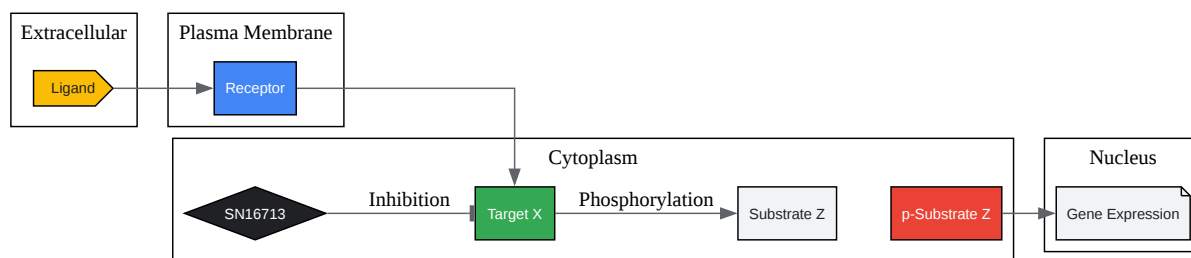 Extracellular
Plasma Membrane
Ligand
Receptor
Cytoplasm
Nucleus
SN16713
Inhibition
Target X
Phosphorylation
Substrate Z
p-Substrate Z
Gene Expression